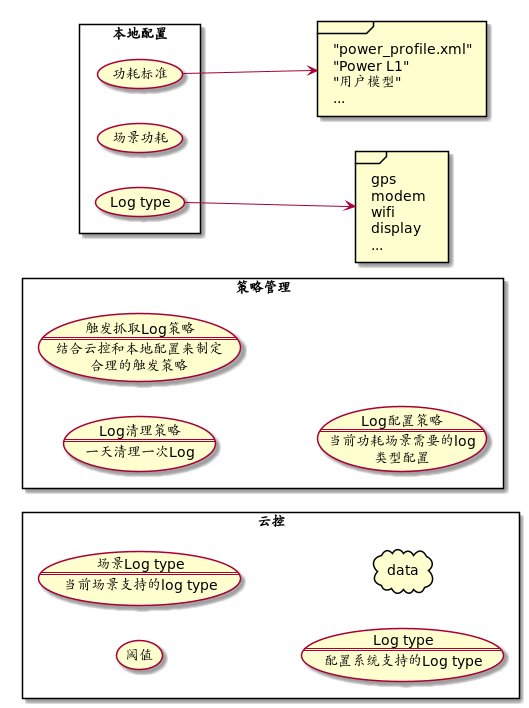 本地配置
功耗标准
场景功耗
Log type
"power_profile.xml"
"Power L1"
"用户模型"
...
gps
modem
wifi
display
...
策略管理
触发抓取Log策略
结合云控和本地配置来制定
合理的触发策略
Log清理策略
一天清理一次Log
Log配置策略
当前功耗场景需要的log
类型配置
云控
场景Log type
当前场景支持的log type
data
阈值
Log type
配置系统支持的Log type